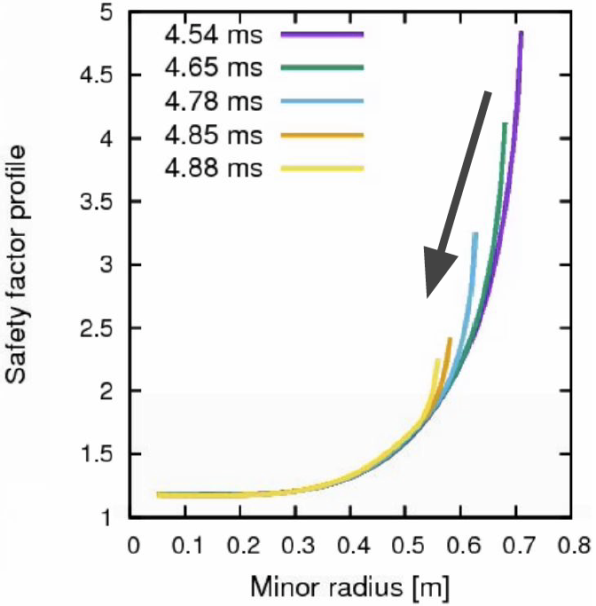 5
4.54 ms
4.65 ms
4.78 ms
4.85 ms
4.88 ms
4.5
4
3.5
3
2.5
2
1.5
1
Safety factor profile
0 0.1 0.2 0.3 0.4 0.5 0.6 0.7 0.8
Minor radius [m]